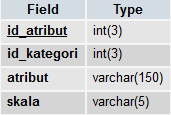 Field Type
id_atribut int(3)
id_kategori int(3)
atribut varchar(150)
skala varchar(5)